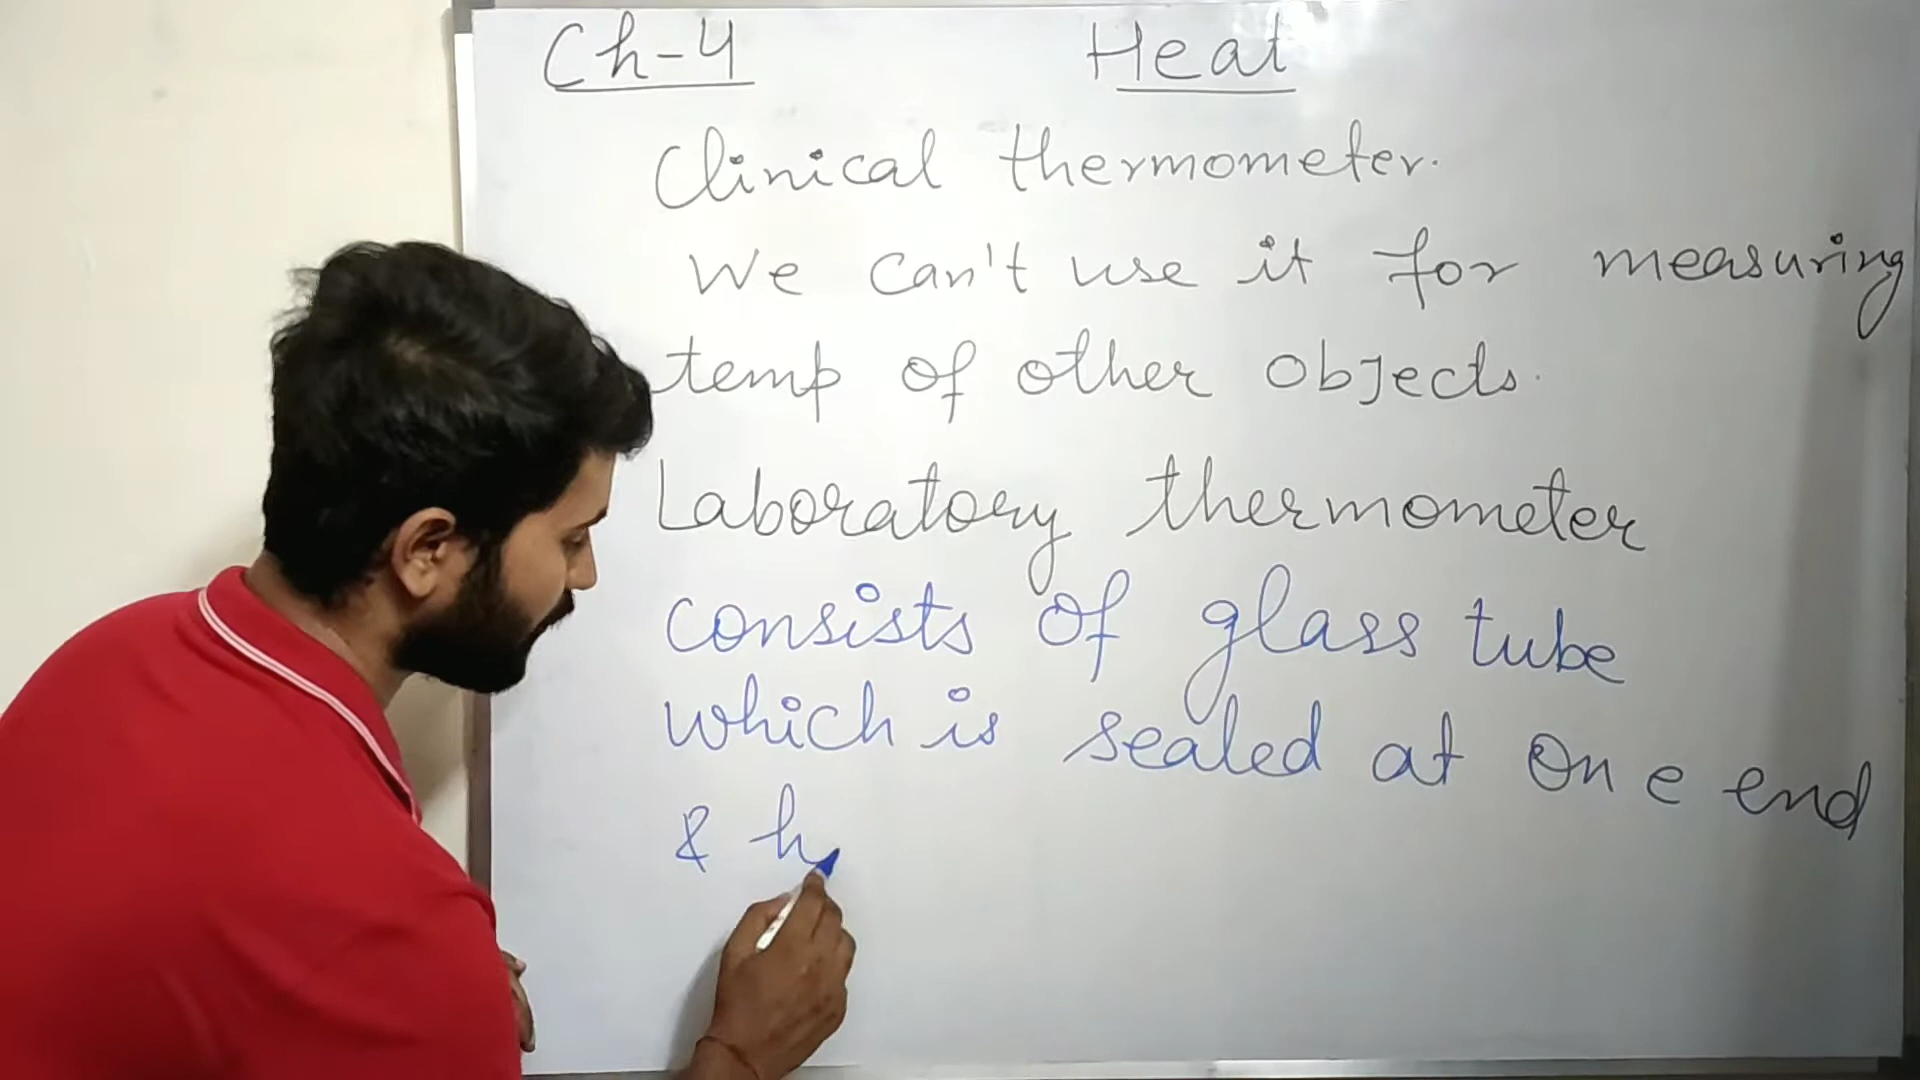 Ch-4 Heat
Clinical thermometer.
We can't use it for measuring
temp of other objects.
Laboratory thermometer
consists of glass tube
which is sealed at one end
& h